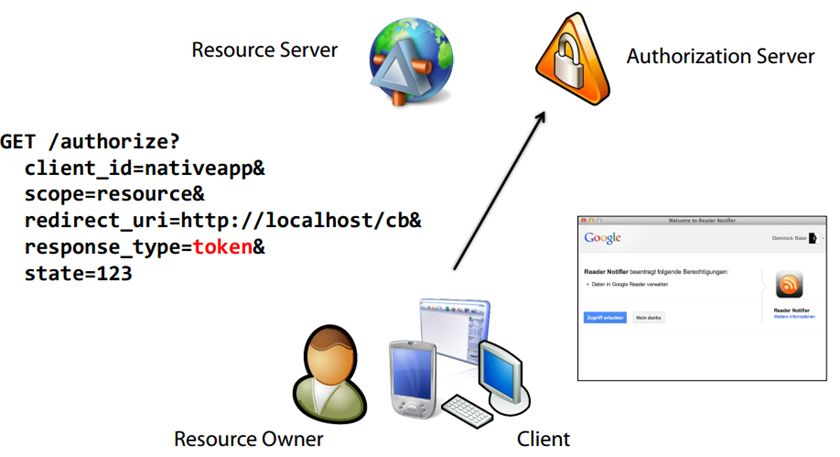 Resource Server
Authorization Server
GET /authorize?
client_id=nativeapp&
scope=resource&
redirect_uri=http://localhost/cb&
response_type=token&
state=123
Welcome to Reader Notifier
Google
Dominick Baier
Reader Notifier beantragt folgende Berechtigungen:
Daten in Google Reader verwalten
Zugriff erlauben
Nein danke
Reader Notifier
Weitere Informationen
Resource Owner
Client